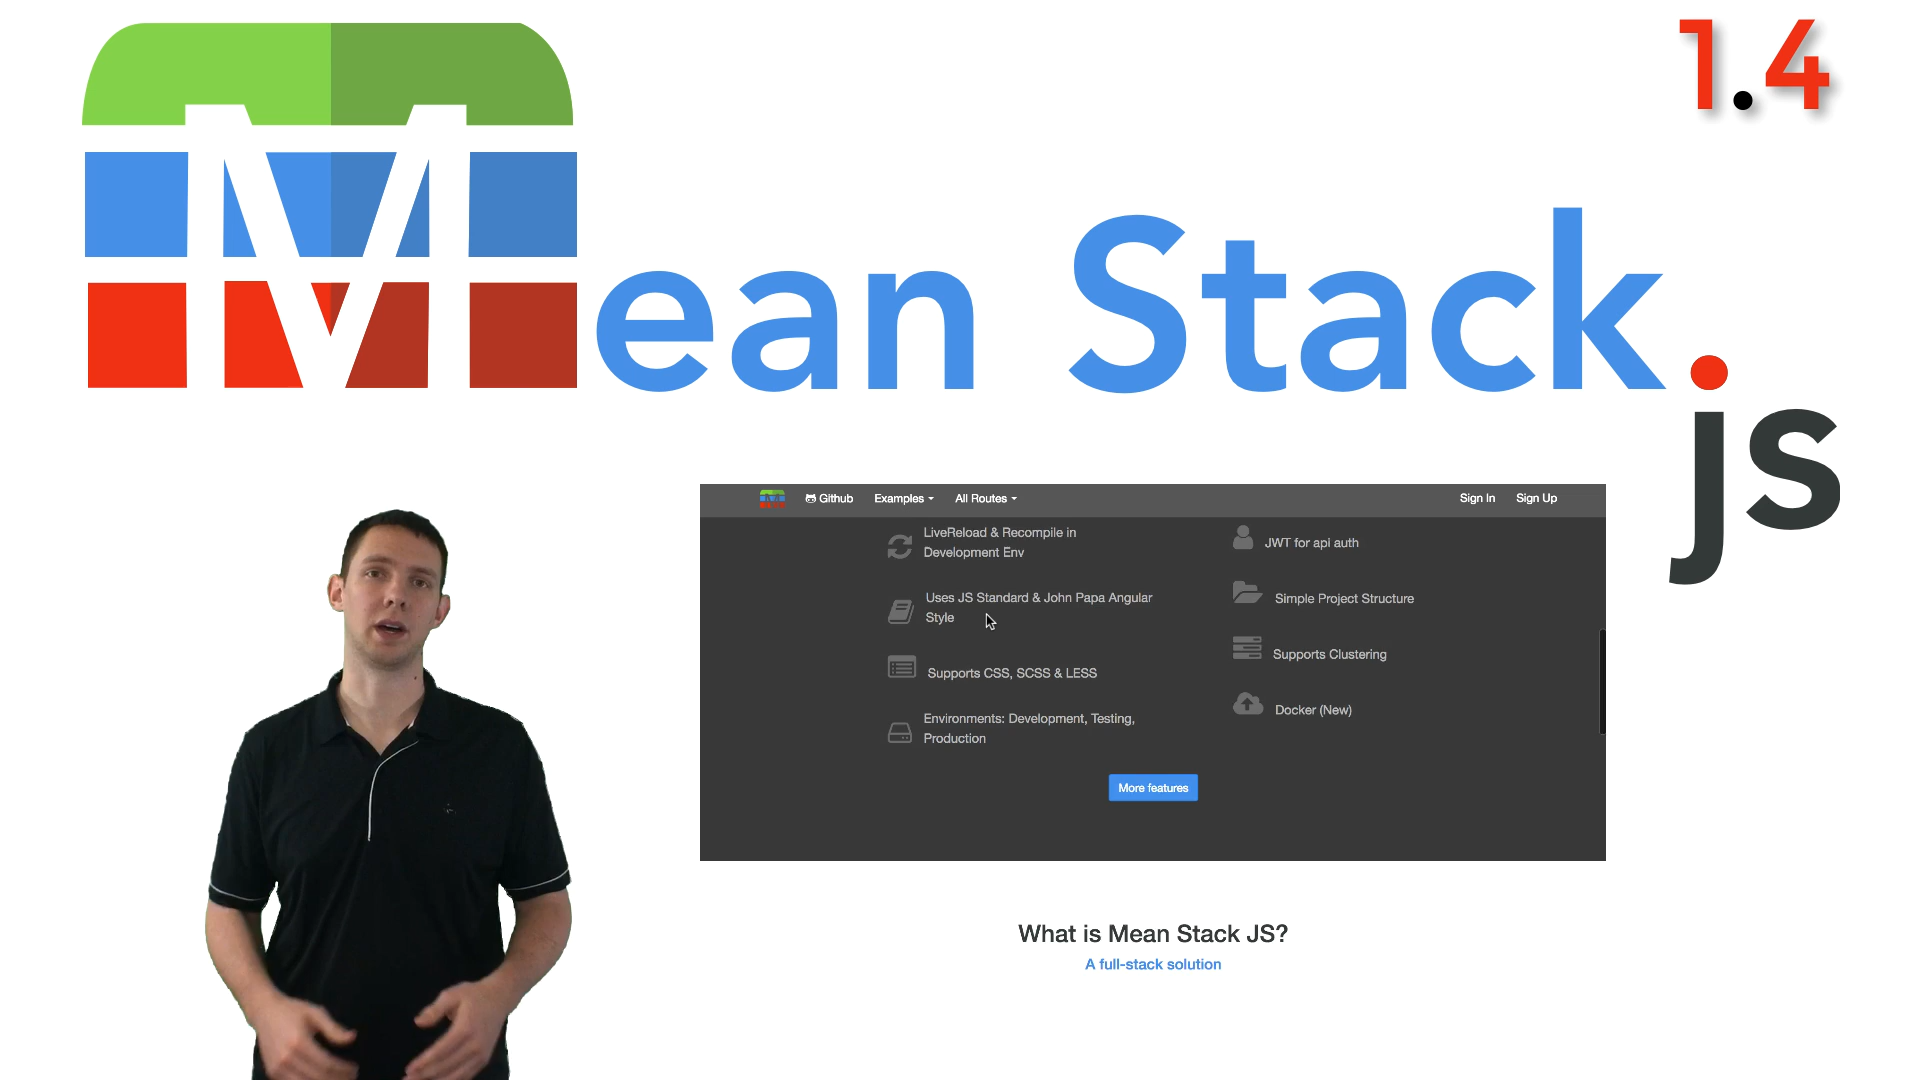 1.4
Mean Stack
.js
Github Examples All Routes Sign In Sign Up
LiveReload & Recompile in
Development Env
Uses JS Standard & John Papa Angular
Style
Supports CSS, SCSS & LESS
Environments: Development, Testing,
Production
JWT for api auth
Simple Project Structure
Supports Clustering
Docker (New)
More features
What is Mean Stack JS?
A full-stack solution